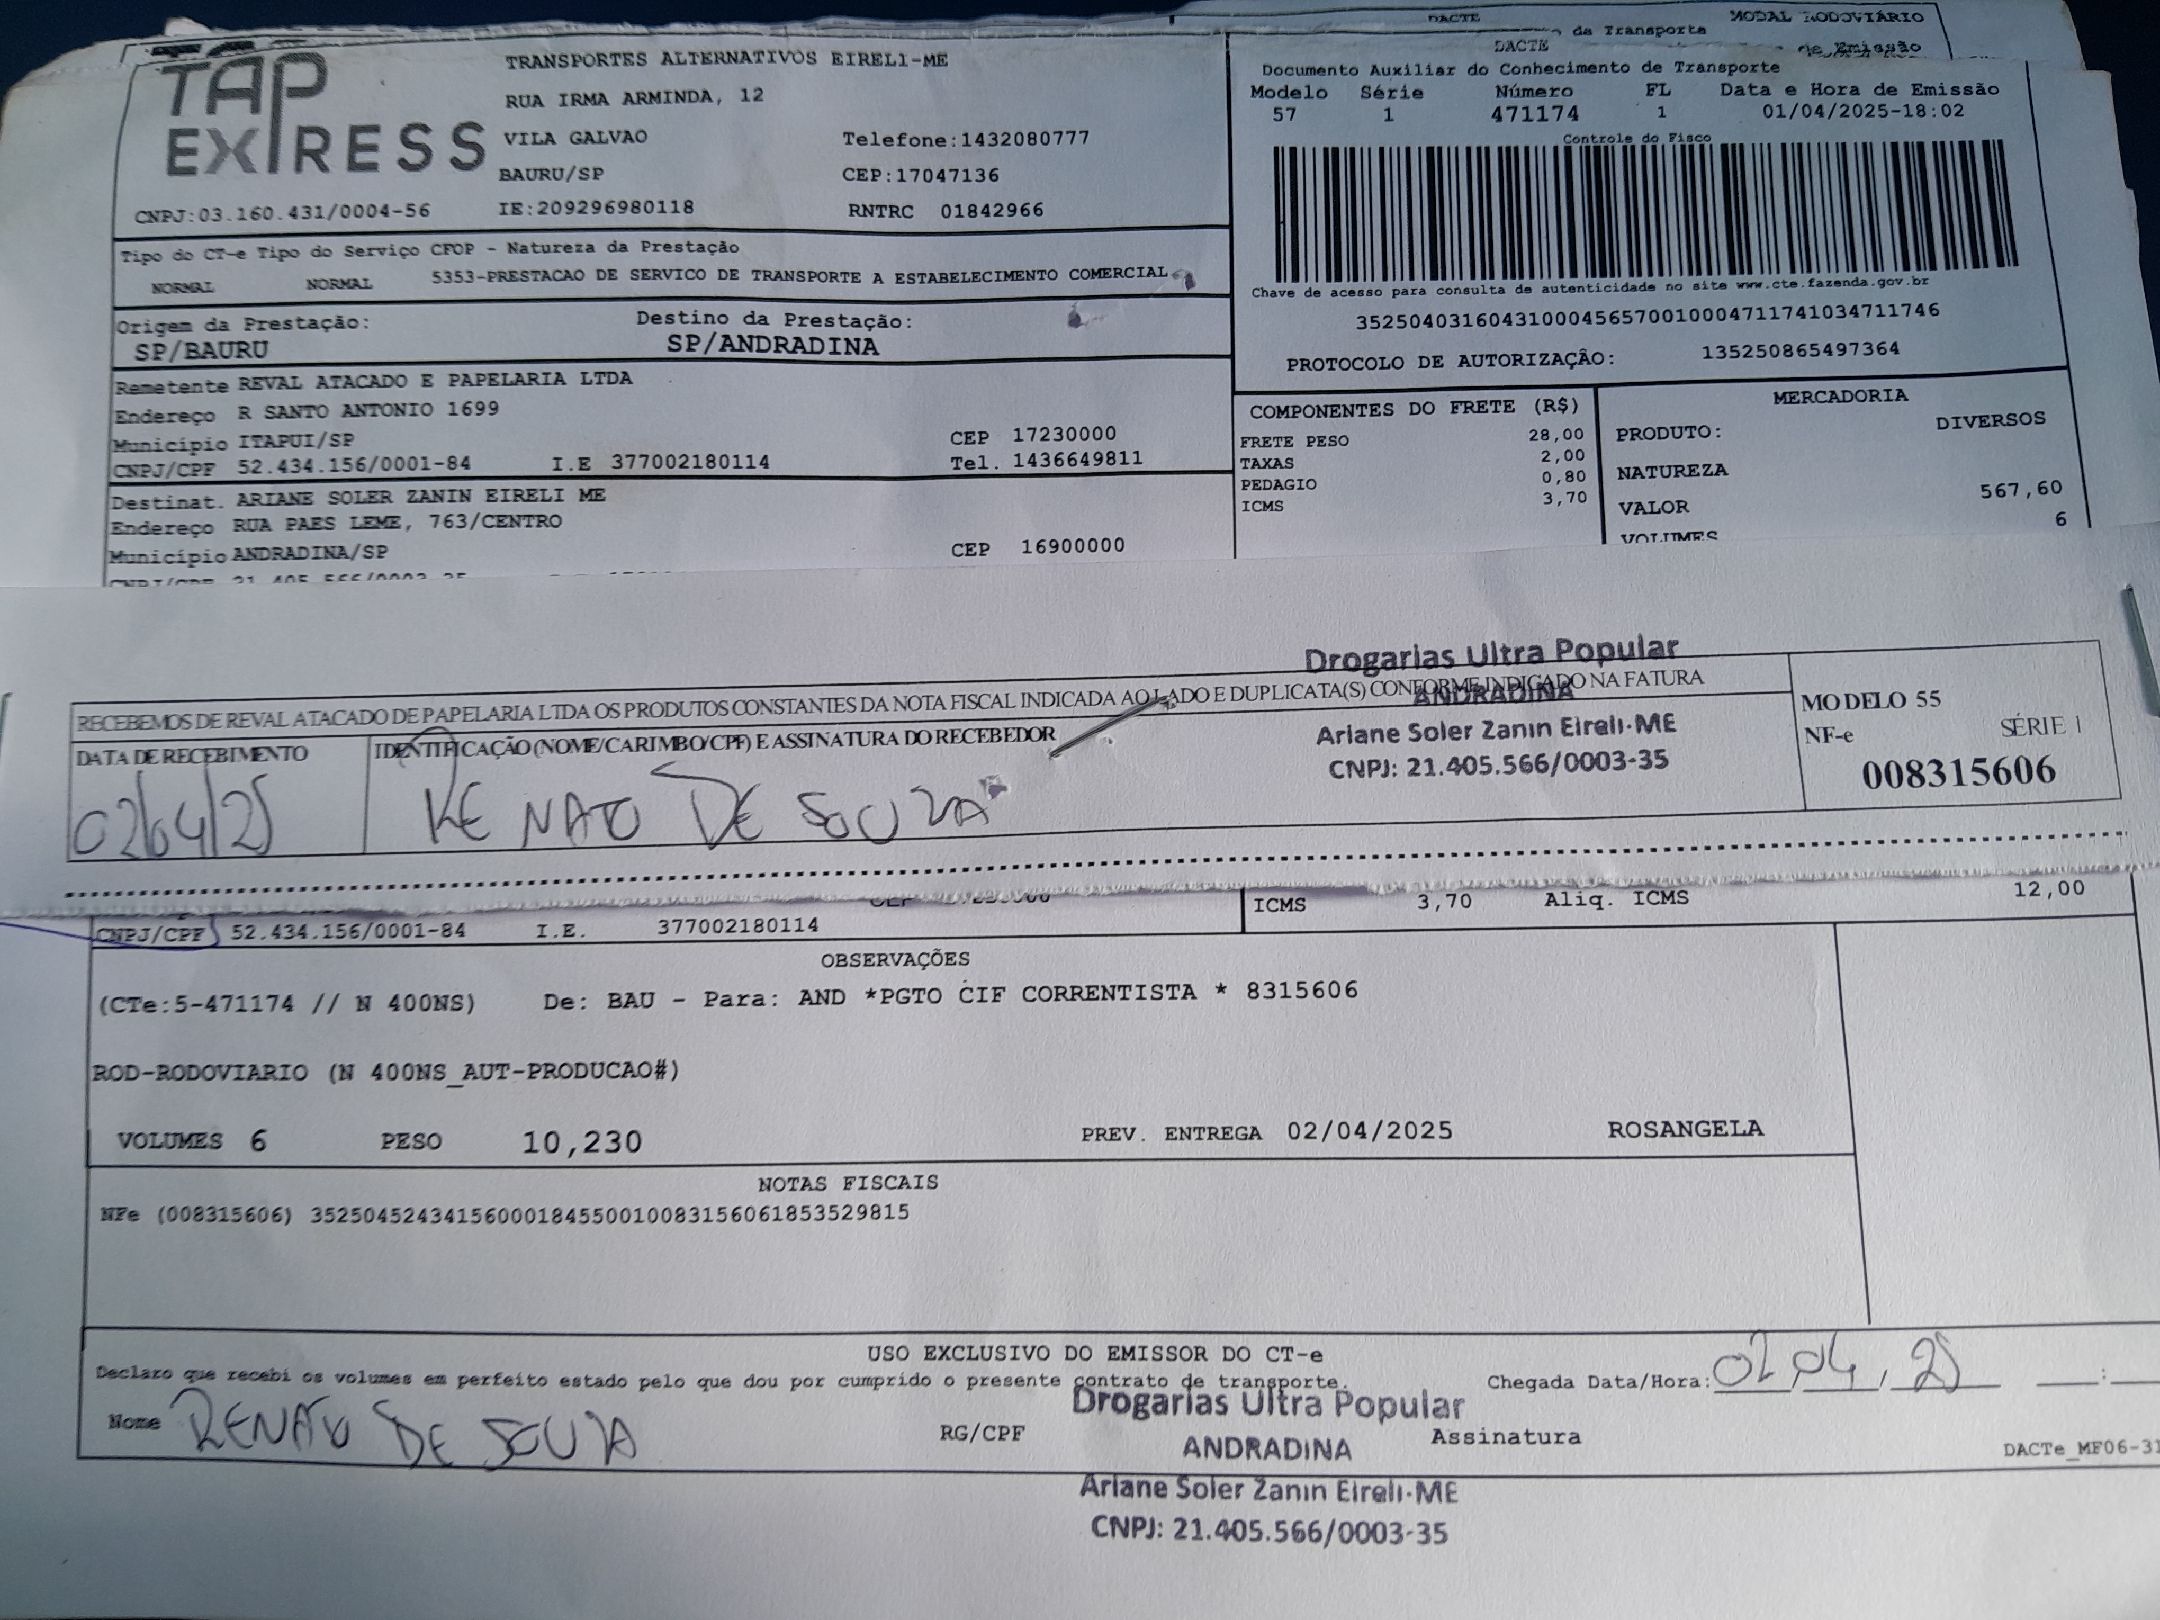 DACTE MODAL RODOVIÁRIO
de Transporte
de Emissão
TAP EXPRESS
TRANSPORTES ALTERNATIVOS EIRELI-ME
RUA IRMA ARMINDA, 12
VILA GALVAO Telefone:1432080777
BAURU/SP CEP:17047136
CNPJ:03.160.431/0004-56 IE:209296980118 RNTRC 01842966
DACTE
Documento Auxiliar do Conhecimento de Transporte
Modelo Série Número FL Data e Hora de Emissão
57 1 471174 1 01/04/2025-18:02
Controle do Fisco
Chave de acesso para consulta de autenticidade no site www.cte.fazenda.gov.br
35250403160431000456570010004711741034711746
PROTOCOLO DE AUTORIZAÇÃO: 135250865497364
Tipo do CT-e Tipo do Serviço CFOP - Natureza da Prestação
NORMAL NORMAL 5353-PRESTACAO DE SERVICO DE TRANSPORTE A ESTABELECIMENTO COMERCIAL
Origem da Prestação: Destino da Prestação:
SP/BAURU SP/ANDRADINA
Remetente REVAL ATACADO E PAPELARIA LTDA
Endereço R SANTO ANTONIO 1699
Município ITAPUI/SP CEP 17230000
CNPJ/CPF 52.434.156/0001-84 I.E 377002180114 Tel. 1436649811
Destinat. ARIANE SOLER ZANIN EIRELI ME
Endereço RUA PAES LEME, 763/CENTRO
Município ANDRADINA/SP CEP 16900000
CNPJ/CPF 21.405.566/0003-35
COMPONENTES DO FRETE (R$)
FRETE PESO 28,00
TAXAS 2,00
PEDAGIO 0,80
ICMS 3,70
MERCADORIA
PRODUTO: DIVERSOS
NATUREZA
VALOR 567,60
VOLUMES 6
RECEBEMOS DE REVAL ATACADO DE PAPELARIA LTDA OS PRODUTOS CONSTANTES DA NOTA FISCAL INDICADA AO LADO E DUPLICATA(S) CONFORME INDICADO NA FATURA
DATA DE RECEBIMENTO IDENTIFICAÇÃO (NOME/CARIMBO/CPF) E ASSINATURA DO RECEBEDOR
02/04/25 RENATO DE SOUZA
Drogarias Ultra Popular
ANDRADINA
Ariane Soler Zanin Eireli-ME
CNPJ: 21.405.566/0003-35
MODELO 55
NF-e SÉRIE 1
008315606
ICMS 3,70 Aliq. ICMS 12,00
CNPJ/CPF 52.434.156/0001-84 I.E. 377002180114
OBSERVAÇÕES
(CTe:5-471174 // N 400NS) De: BAU - Para: AND *PGTO CIF CORRENTISTA * 8315606
ROD-RODOVIARIO (N 400NS_AUT-PRODUCAO#)
VOLUMES 6 PESO 10,230 PREV. ENTREGA 02/04/2025 ROSANGELA
NOTAS FISCAIS
NFe (008315606) 35250452434156000184550010083156061853529815
USO EXCLUSIVO DO EMISSOR DO CT-e
Declaro que recebi os volumes em perfeito estado pelo que dou por cumprido o presente contrato de transporte. Chegada Data/Hora: 02/04/25 :
Nome RENATO DE SOUZA RG/CPF Assinatura
DACTe_MF06-31
Drogarias Ultra Popular
ANDRADINA
Ariane Soler Zanin Eireli-ME
CNPJ: 21.405.566/0003-35